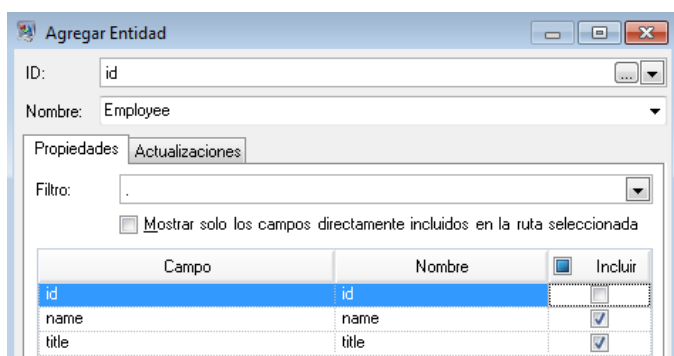 Agregar Entidad
ID: id ...
Nombre: Employee
Propiedades Actualizaciones
Filtro: .
Mostrar solo los campos directamente incluidos en la ruta seleccionada
Campo Nombre Incluir
id id
name name
title title